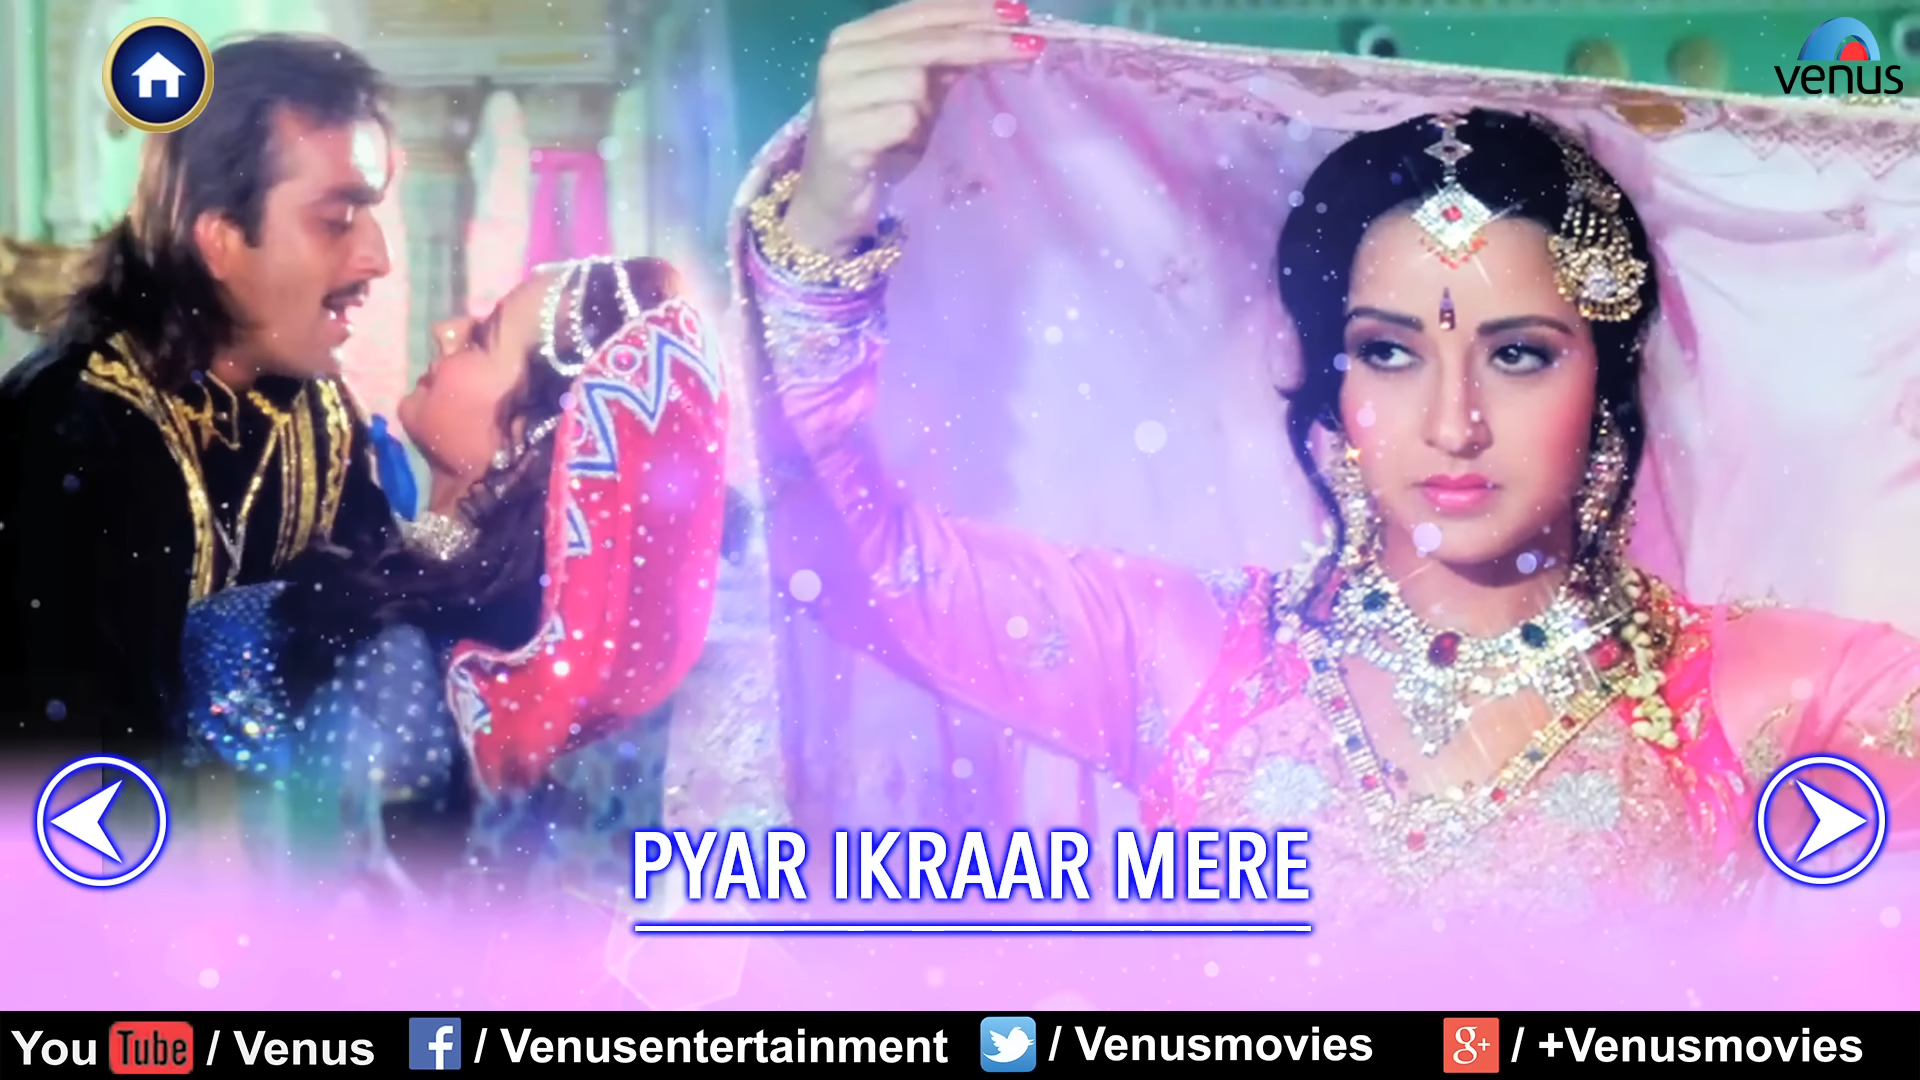 venus
PYAR IKRAAR MERE
You Tube / Venus f / Venusentertainment / Venusmovies g+ / +Venusmovies